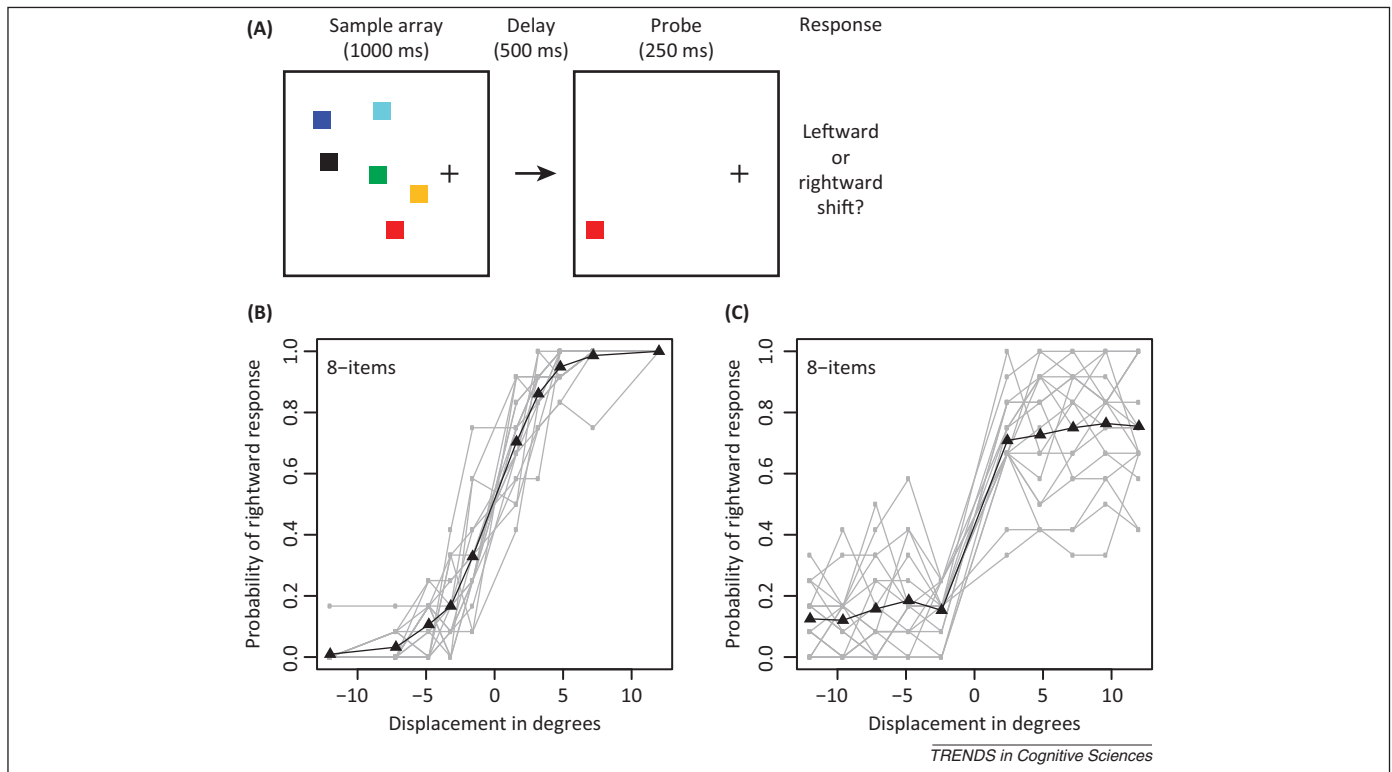 (A)
Sample array
(1000 ms)
Delay
(500 ms)
Probe
(250 ms)
Response
Leftward
or
rightward
shift?
(B)
Probability of rightward response
1.0
0.8
0.6
0.4
0.2
0.0
8−items
−10 −5 0 5 10
Displacement in degrees
(C)
Probability of rightward response
1.0
0.8
0.6
0.4
0.2
0.0
8−items
−10 −5 0 5 10
Displacement in degrees
TRENDS in Cognitive Sciences